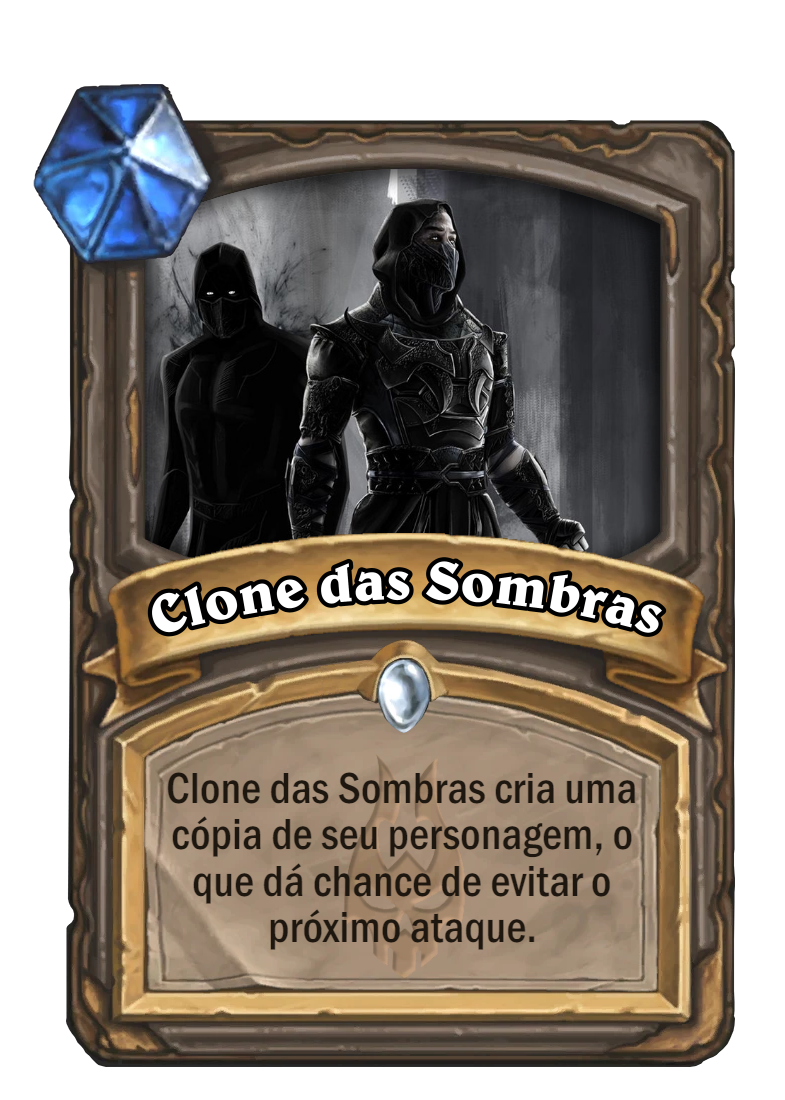 Clone das Sombras
Clone das Sombras cria uma
cópia de seu personagem, o
que dá chance de evitar o
próximo ataque.